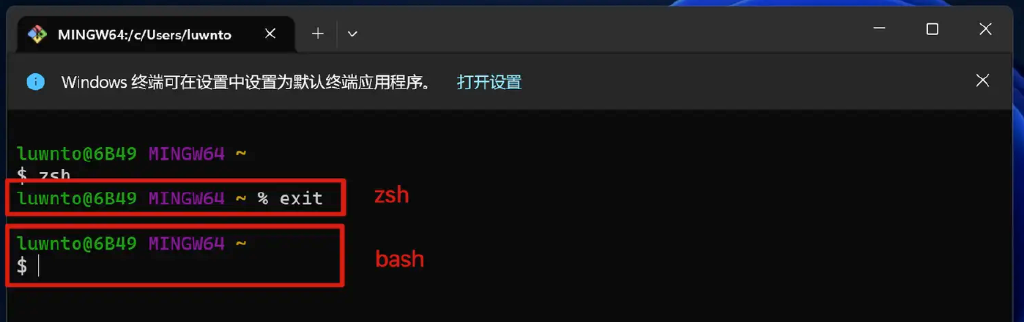 MINGW64:/c/Users/luwnto
Windows 终端可在设置中设置为默认终端应用程序。 打开设置
luwnto@6B49 MINGW64 ~
$ zsh
luwnto@6B49 MINGW64 ~ % exit
zsh
luwnto@6B49 MINGW64 ~
$
bash